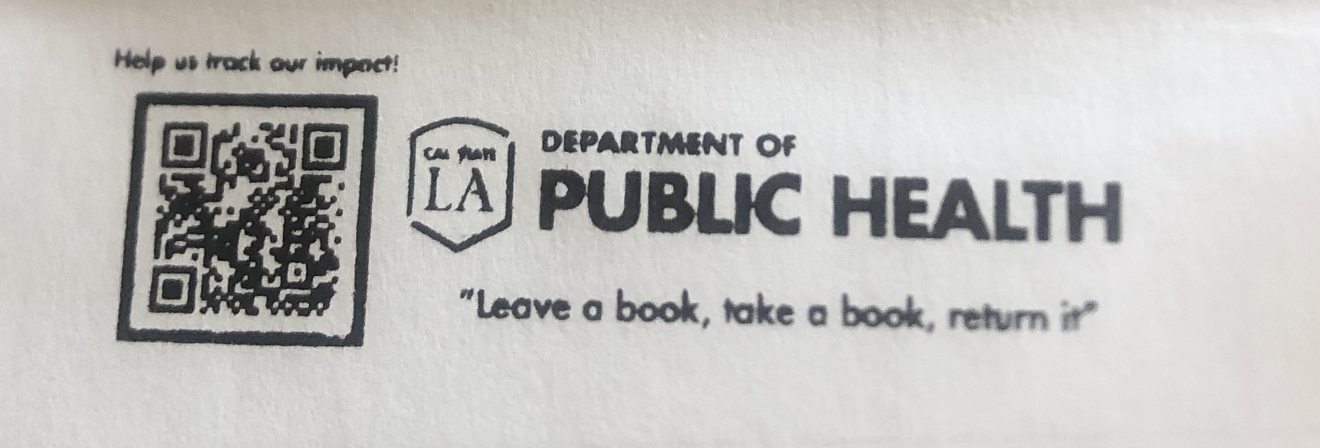 Help us track our impact!
LA
DEPARTMENT OF
PUBLIC HEALTH
"Leave a book, take a book, return it"